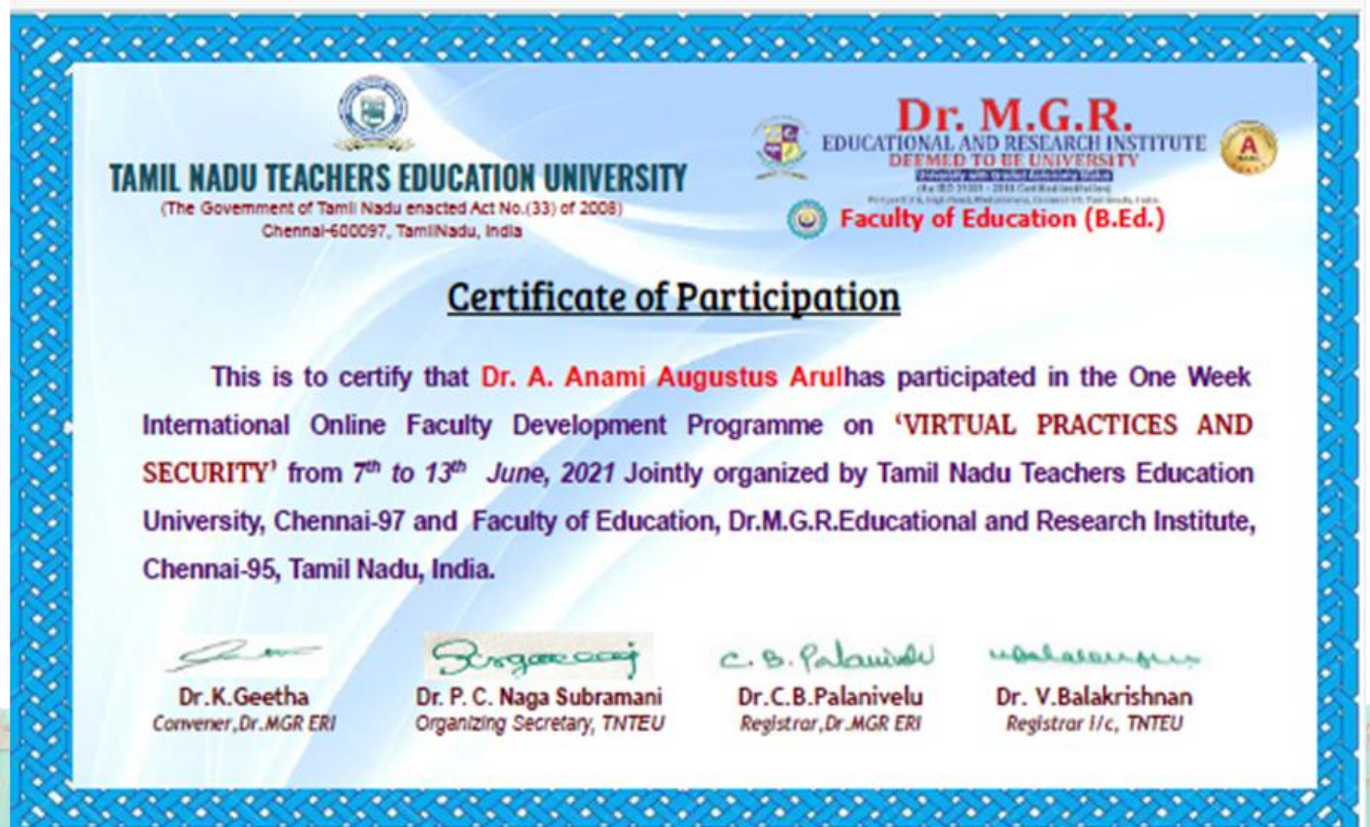 TAMIL NADU TEACHERS EDUCATION UNIVERSITY
(The Government of Tamil Nadu enacted Act No.(33) of 2008)
Chennai-600097, TamilNadu, India
Dr. M.G.R.
EDUCATIONAL AND RESEARCH INSTITUTE
DEEMED TO BE UNIVERSITY
University with Graded Autonomy Status
A
Faculty of Education (B.Ed.)
Certificate of Participation
This is to certify that Dr. A. Anami Augustus Arulhas participated in the One Week
International Online Faculty Development Programme on ‘VIRTUAL PRACTICES AND
SECURITY’ from 7th to 13th June, 2021 Jointly organized by Tamil Nadu Teachers Education
University, Chennai-97 and Faculty of Education, Dr.M.G.R.Educational and Research Institute,
Chennai-95, Tamil Nadu, India.
C. B. Palanivelu
Dr.K.Geetha
Convener,Dr.MGR ERI
Dr. P. C. Naga Subramani
Organizing Secretary, TNTEU
Dr.C.B.Palanivelu
Registrar,Dr.MGR ERI
Dr. V.Balakrishnan
Registrar i/c, TNTEU